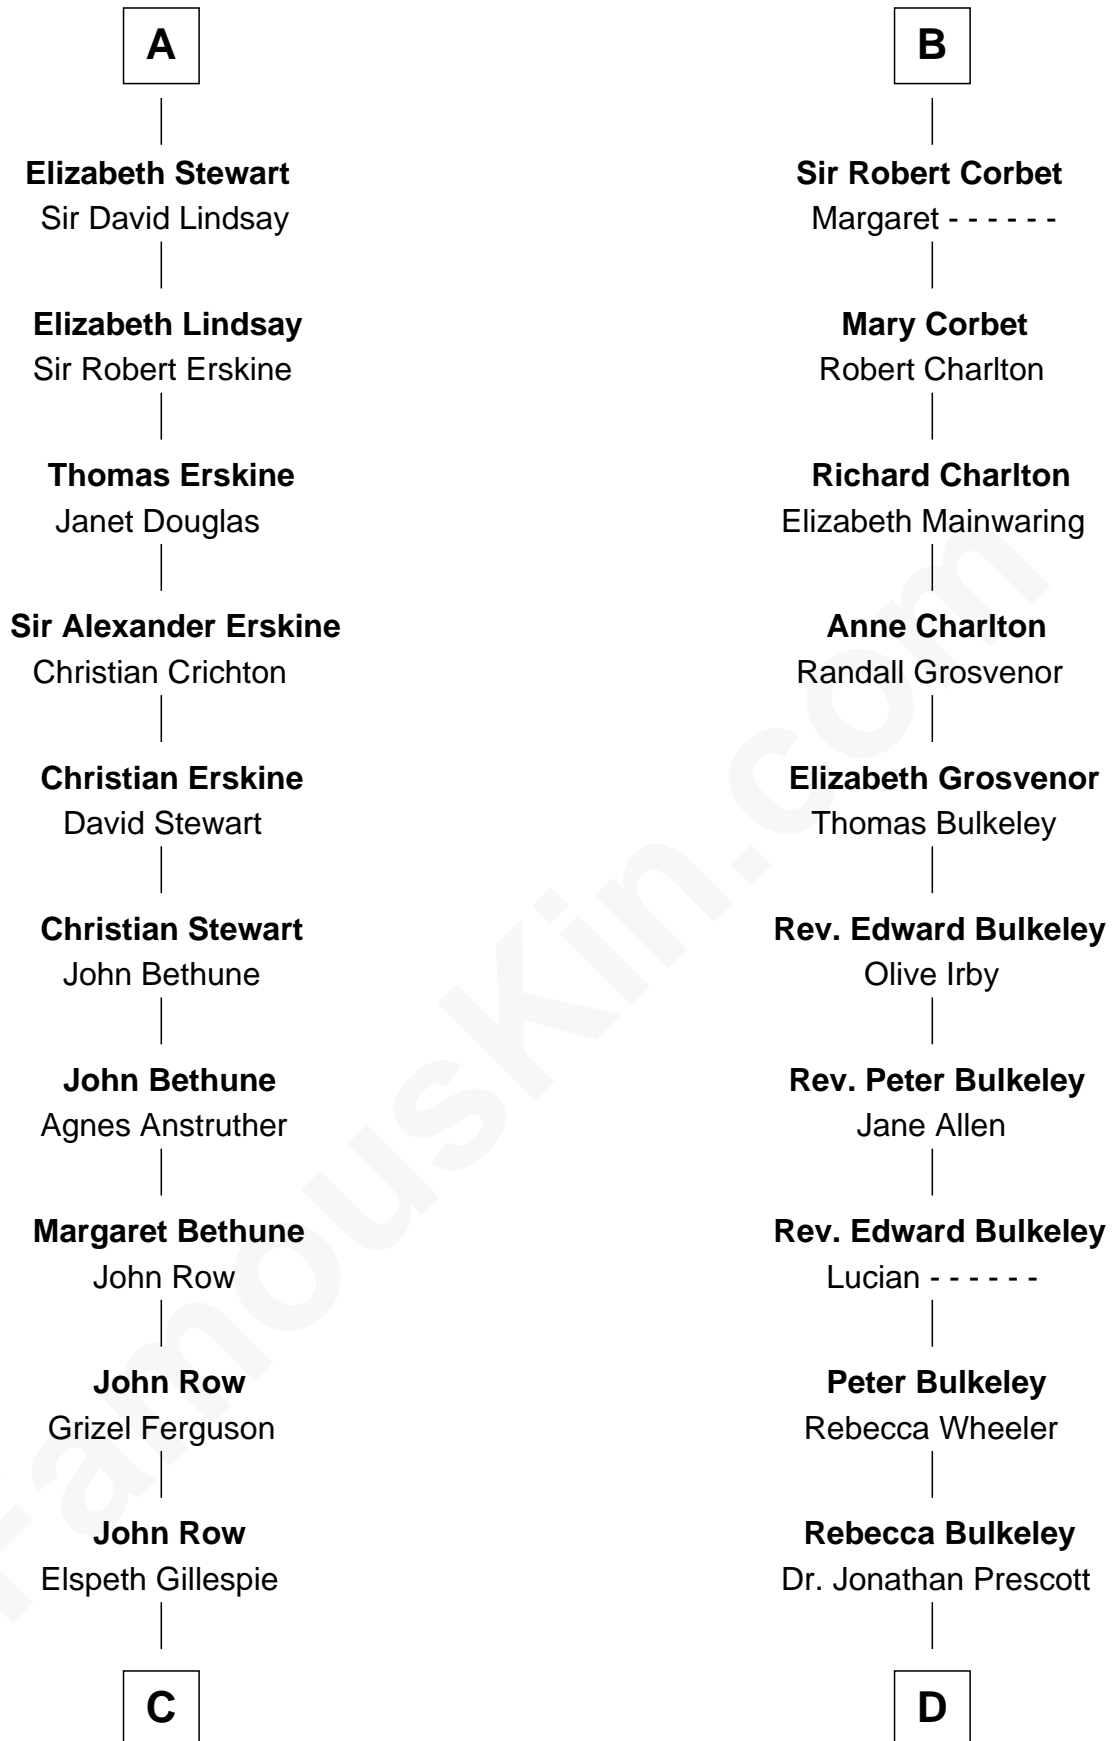 A
Elizabeth Stewart
Sir David Lindsay
Elizabeth Lindsay
Sir Robert Erskine
Thomas Erskine
Janet Douglas
Sir Alexander Erskine
Christian Crichton
Christian Erskine
David Stewart
Christian Stewart
John Bethune
John Bethune
Agnes Anstruther
Margaret Bethune
John Row
John Row
Grizel Ferguson
John Row
Elspeth Gillespie
C
B
Sir Robert Corbet
Margaret - - - - - -
Mary Corbet
Robert Charlton
Richard Charlton
Elizabeth Mainwaring
Anne Charlton
Randall Grosvenor
Elizabeth Grosvenor
Thomas Bulkeley
Rev. Edward Bulkeley
Olive Irby
Rev. Peter Bulkeley
Jane Allen
Rev. Edward Bulkeley
Lucian - - - - - -
Peter Bulkeley
Rebecca Wheeler
Rebecca Bulkeley
Dr. Jonathan Prescott
D
FamousKin.com